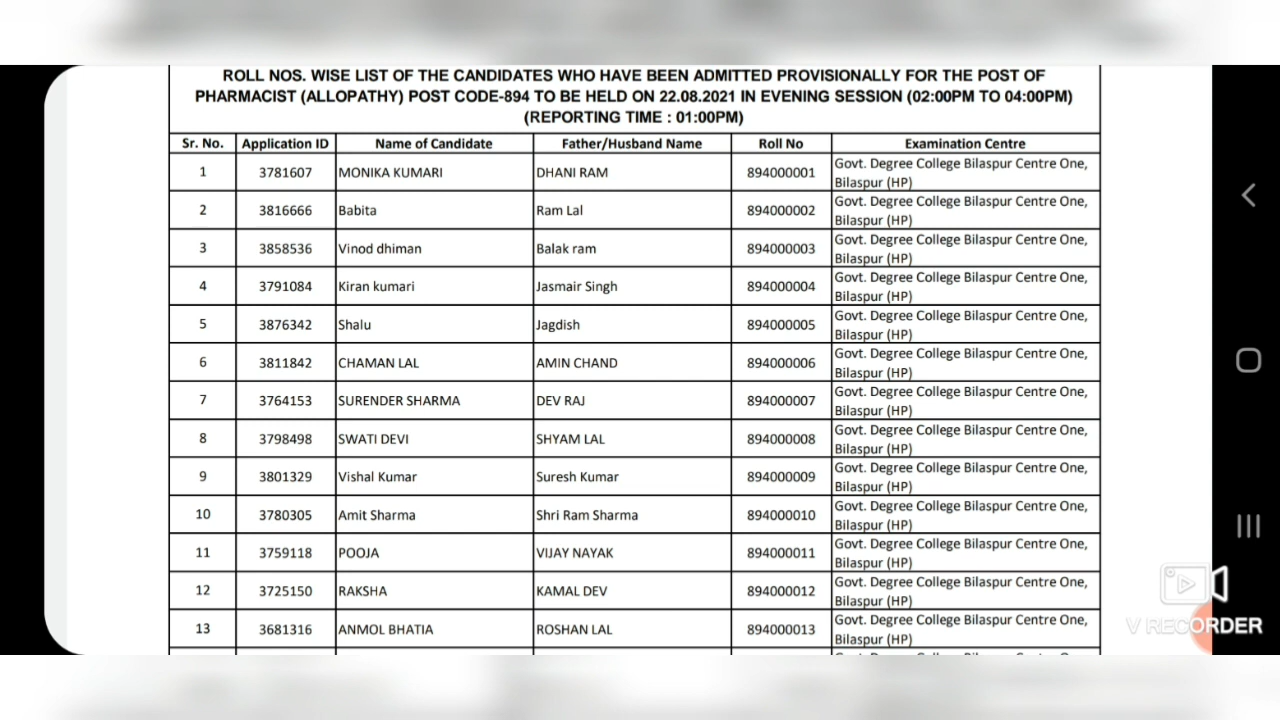 ROLL NOS. WISE LIST OF THE CANDIDATES WHO HAVE BEEN ADMITTED PROVISIONALLY FOR THE POST OF
PHARMACIST (ALLOPATHY) POST CODE-894 TO BE HELD ON 22.08.2021 IN EVENING SESSION (02:00PM TO 04:00PM)
(REPORTING TIME : 01:00PM)
Sr. No. Application ID Name of Candidate Father/Husband Name Roll No Examination Centre
1 3781607 MONIKA KUMARI DHANI RAM 894000001 Govt. Degree College Bilaspur Centre One,
Bilaspur (HP)
2 3816666 Babita Ram Lal 894000002 Govt. Degree College Bilaspur Centre One,
Bilaspur (HP)
3 3858536 Vinod dhiman Balak ram 894000003 Govt. Degree College Bilaspur Centre One,
Bilaspur (HP)
4 3791084 Kiran kumari Jasmair Singh 894000004 Govt. Degree College Bilaspur Centre One,
Bilaspur (HP)
5 3876342 Shalu Jagdish 894000005 Govt. Degree College Bilaspur Centre One,
Bilaspur (HP)
6 3811842 CHAMAN LAL AMIN CHAND 894000006 Govt. Degree College Bilaspur Centre One,
Bilaspur (HP)
7 3764153 SURENDER SHARMA DEV RAJ 894000007 Govt. Degree College Bilaspur Centre One,
Bilaspur (HP)
8 3798498 SWATI DEVI SHYAM LAL 894000008 Govt. Degree College Bilaspur Centre One,
Bilaspur (HP)
9 3801329 Vishal Kumar Suresh Kumar 894000009 Govt. Degree College Bilaspur Centre One,
Bilaspur (HP)
10 3780305 Amit Sharma Shri Ram Sharma 894000010 Govt. Degree College Bilaspur Centre One,
Bilaspur (HP)
11 3759118 POOJA VIJAY NAYAK 894000011 Govt. Degree College Bilaspur Centre One,
Bilaspur (HP)
12 3725150 RAKSHA KAMAL DEV 894000012 Govt. Degree College Bilaspur Centre One,
Bilaspur (HP)
13 3681316 ANMOL BHATIA ROSHAN LAL 894000013 Govt. Degree College Bilaspur Centre One,
Bilaspur (HP)
V RECORDER